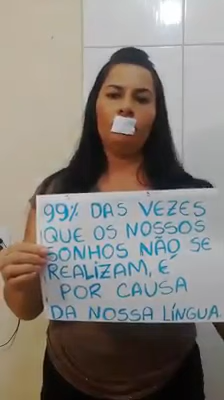 99% DAS VEZES
QUE OS NOSSOS
SONHOS NÃO SE
REALIZAM, É
POR CAUSA
DA NOSSA LÍNGUA.